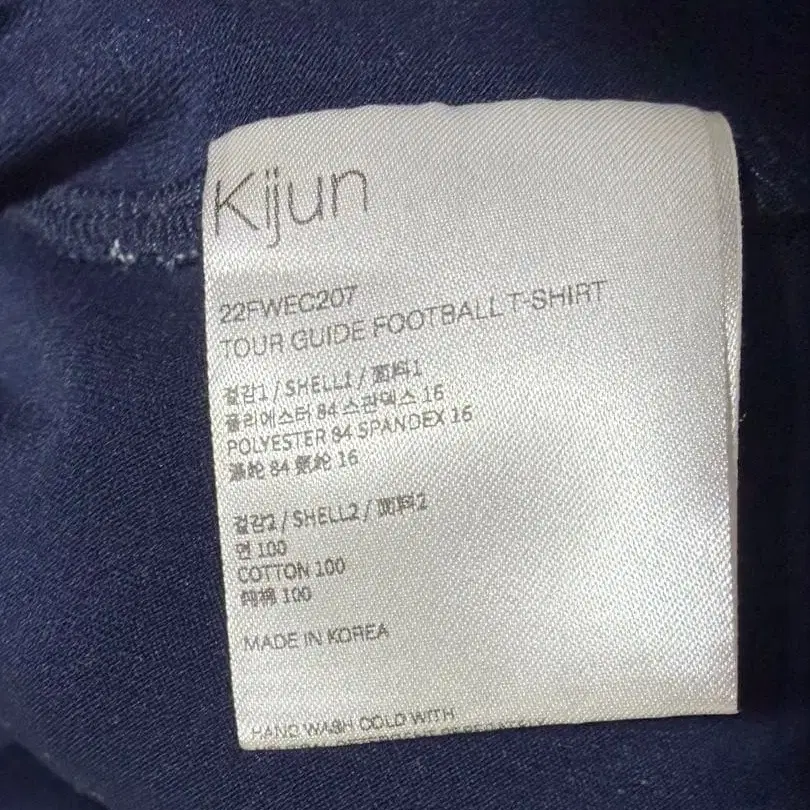 Kijun
22FWEC207
TOUR GUIDE FOOTBALL T-SHIRT
겉감1 / SHELL1 / 面料1
폴리에스터 84 스판덱스 16
POLYESTER 84 SPANDEX 16
84 氨纶 16
겉감2 / SHELL2 / 面料2
면 100
COTTON 100
纯棉 100
MADE IN KOREA
HAND WASH COLD WITH